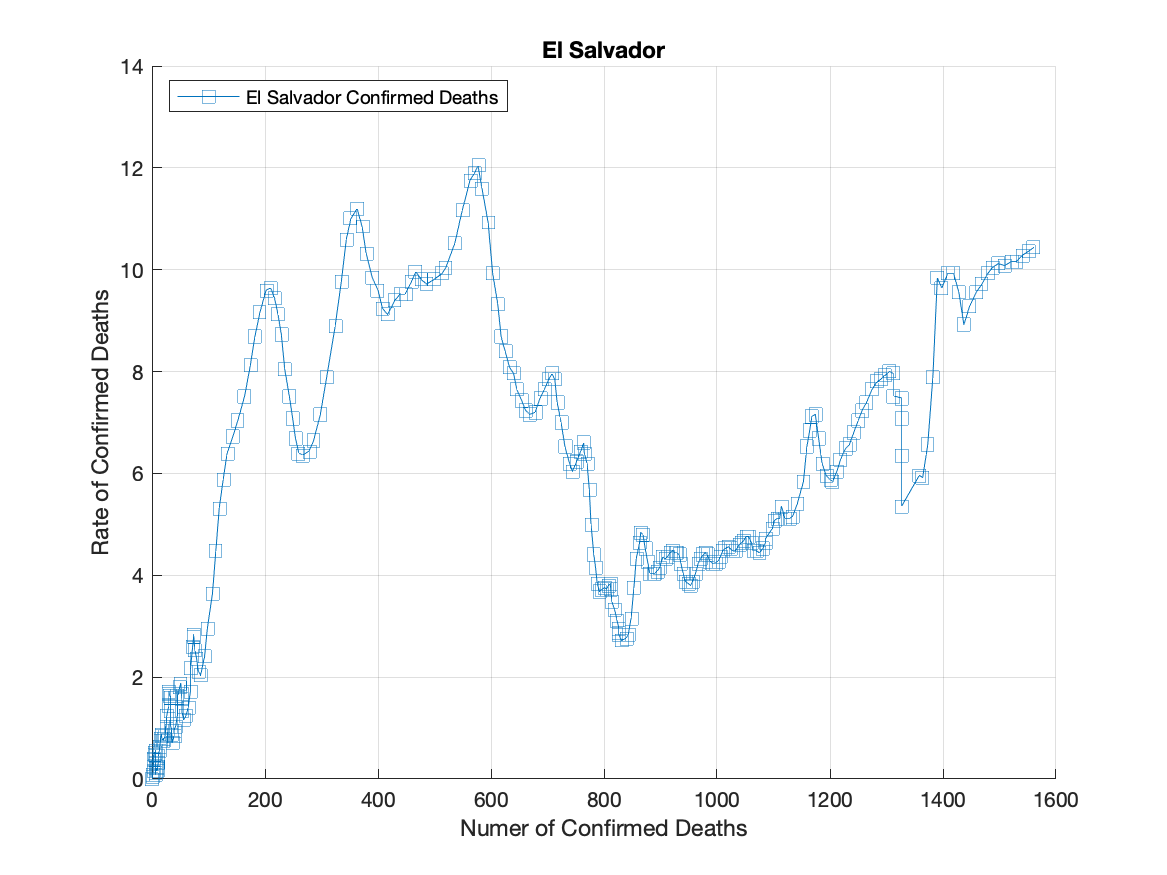 El Salvador
El Salvador Confirmed Deaths
14
12
10
8
6
4
2
0
Rate of Confirmed Deaths
0 200 400 600 800 1000 1200 1400 1600
Numer of Confirmed Deaths